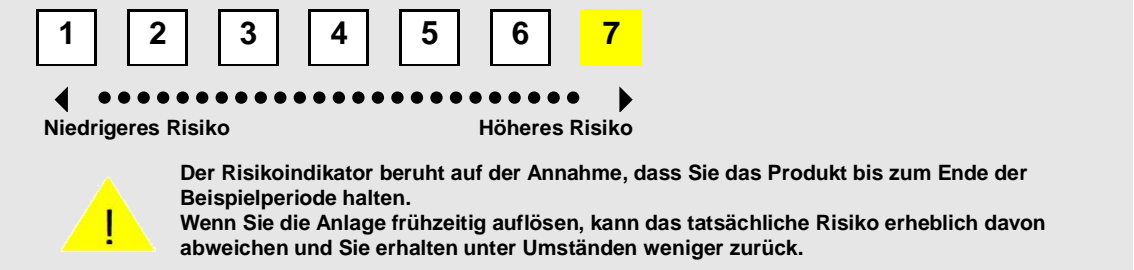 1 2 3 4 5 6 7
Niedrigeres Risiko Höheres Risiko
Der Risikoindikator beruht auf der Annahme, dass Sie das Produkt bis zum Ende der
Beispielperiode halten.
Wenn Sie die Anlage frühzeitig auflösen, kann das tatsächliche Risiko erheblich davon
abweichen und Sie erhalten unter Umständen weniger zurück.
!